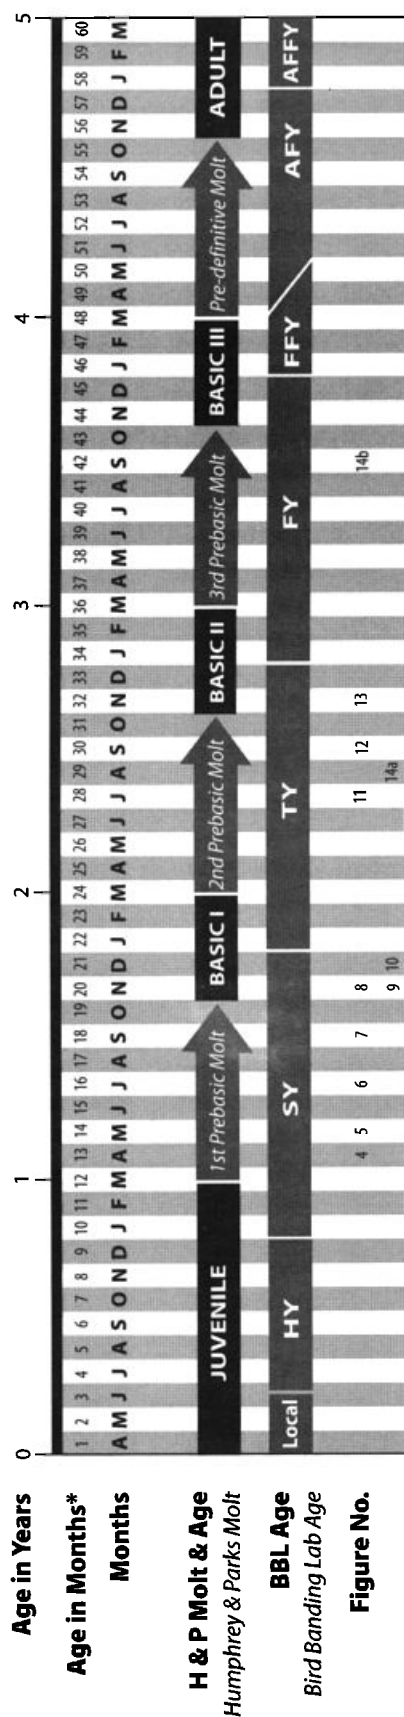 Age in Years 0 1 2 3 4 5
Age in Months* 1 2 3 4 5 6 7 8 9 10 11 12 13 14 15 16 17 18 19 20 21 22 23 24 25 26 27 28 29 30 31 32 33 34 35 36 37 38 39 40 41 42 43 44 45 46 47 48 49 50 51 52 53 54 55 56 57 58 59 60
Months A M J J A S O N D J F M A M J J A S O N D J F M A M J J A S O N D J F M A M J J A S O N D J F M A M J J A S O N D J F M
H & P Molt & Age JUVENILE 1st Prebasic Molt BASIC I 2nd Prebasic Molt BASIC II 3rd Prebasic Molt BASIC III Pre-definitive Molt ADULT
Humphrey & Parks Molt
BBL Age Local HY SY TY FY FFY AFY AFFY
Bird Banding Lab Age
Figure No. 4 5 6 7 8 11 12 13 14b
9 10 14a